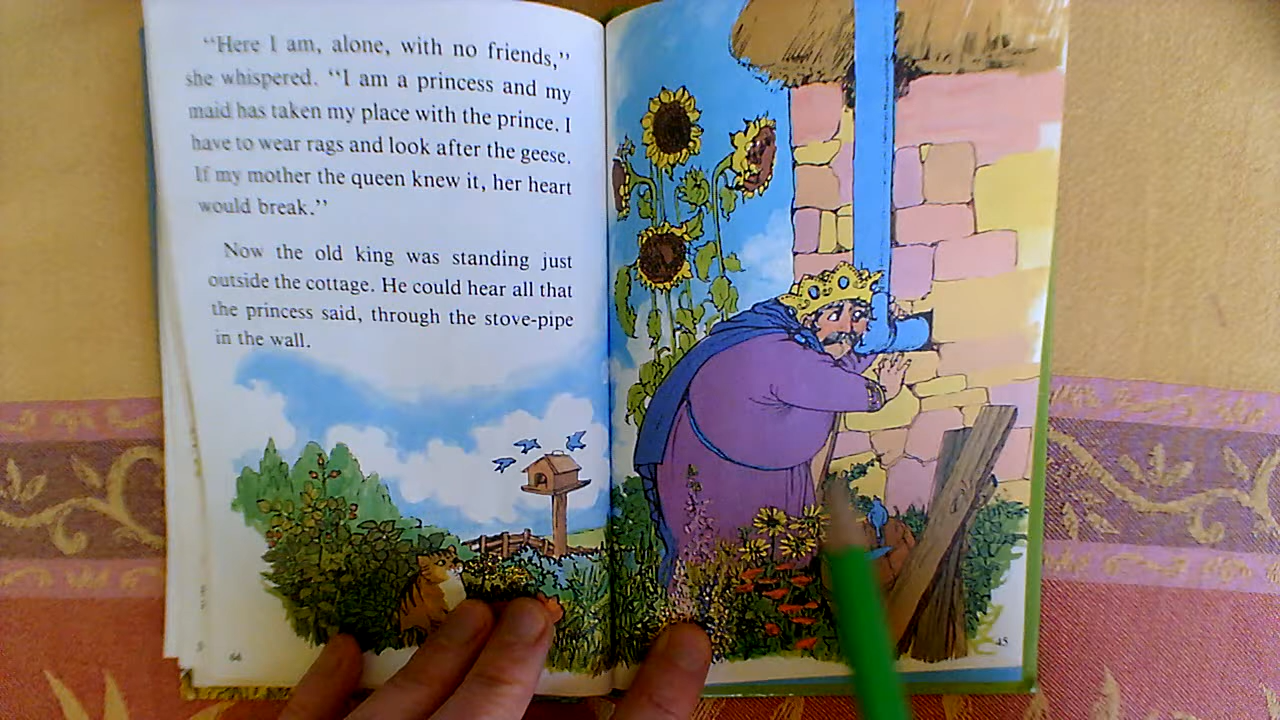 “Here I am, alone, with no friends,”
she whispered. “I am a princess and my
maid has taken my place with the prince. I
have to wear rags and look after the geese.
If my mother the queen knew it, her heart
would break.”
Now the old king was standing just
outside the cottage. He could hear all that
the princess said, through the stove-pipe
in the wall.
45